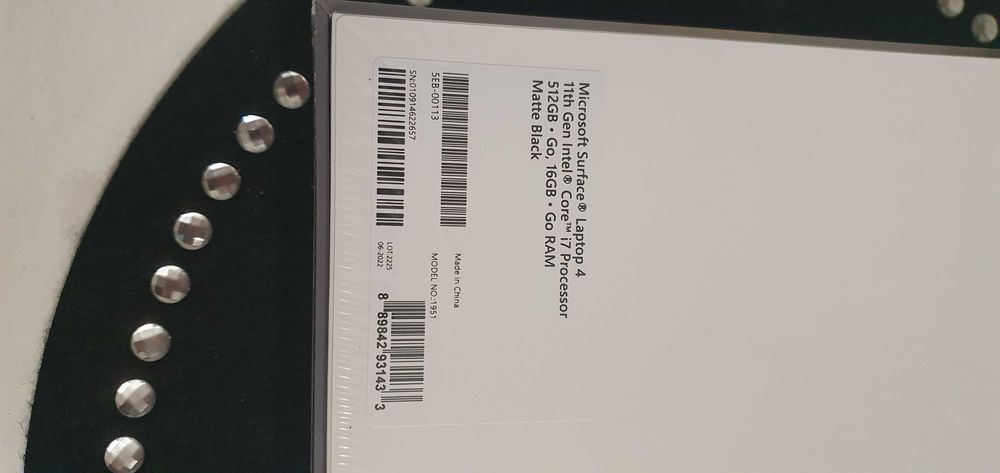 Microsoft Surface® Laptop 4
11th Gen Intel® Core™ i7 Processor
512GB • Go, 16GB • Go RAM
Matte Black
5EB-00113
Made in China
MODEL NO.:1951
SN:010914622657
LOT:2225
06-2022
8 89842 93143 3